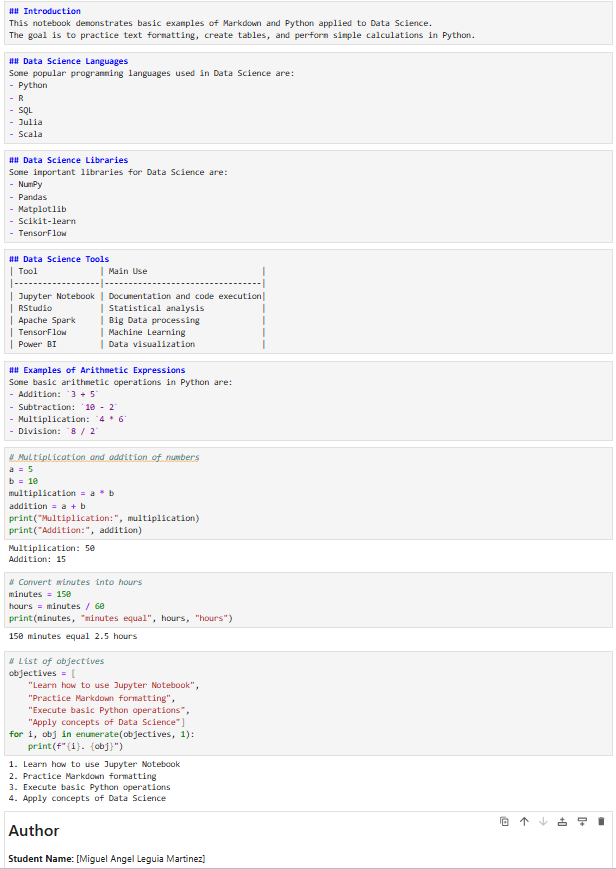 ## Introduction
This notebook demonstrates basic examples of Markdown and Python applied to Data Science.
The goal is to practice text formatting, create tables, and perform simple calculations in Python.
## Data Science Languages
Some popular programming languages used in Data Science are:
- Python
- R
- SQL
- Julia
- Scala
## Data Science Libraries
Some important libraries for Data Science are:
- NumPy
- Pandas
- Matplotlib
- Scikit-learn
- TensorFlow
## Data Science Tools
| Tool             | Main Use                        |
|------------------|---------------------------------|
| Jupyter Notebook | Documentation and code execution|
| RStudio          | Statistical analysis            |
| Apache Spark     | Big Data processing             |
| TensorFlow       | Machine Learning                |
| Power BI         | Data visualization              |
## Examples of Arithmetic Expressions
Some basic arithmetic operations in Python are:
- Addition: `3 + 5`
- Subtraction: `10 - 2`
- Multiplication: `4 * 6`
- Division: `8 / 2`
# Multiplication and addition of numbers
a = 5
b = 10
multiplication = a * b
addition = a + b
print("Multiplication:", multiplication)
print("Addition:", addition)
Multiplication: 50
Addition: 15
# Convert minutes into hours
minutes = 150
hours = minutes / 60
print(minutes, "minutes equal", hours, "hours")
150 minutes equal 2.5 hours
# List of objectives
objectives = [
    "Learn how to use Jupyter Notebook",
    "Practice Markdown formatting",
    "Execute basic Python operations",
    "Apply concepts of Data Science"]
for i, obj in enumerate(objectives, 1):
    print(f"{i}. {obj}")
1. Learn how to use Jupyter Notebook
2. Practice Markdown formatting
3. Execute basic Python operations
4. Apply concepts of Data Science
Author
Student Name: [Miguel Angel Leguia Martinez]